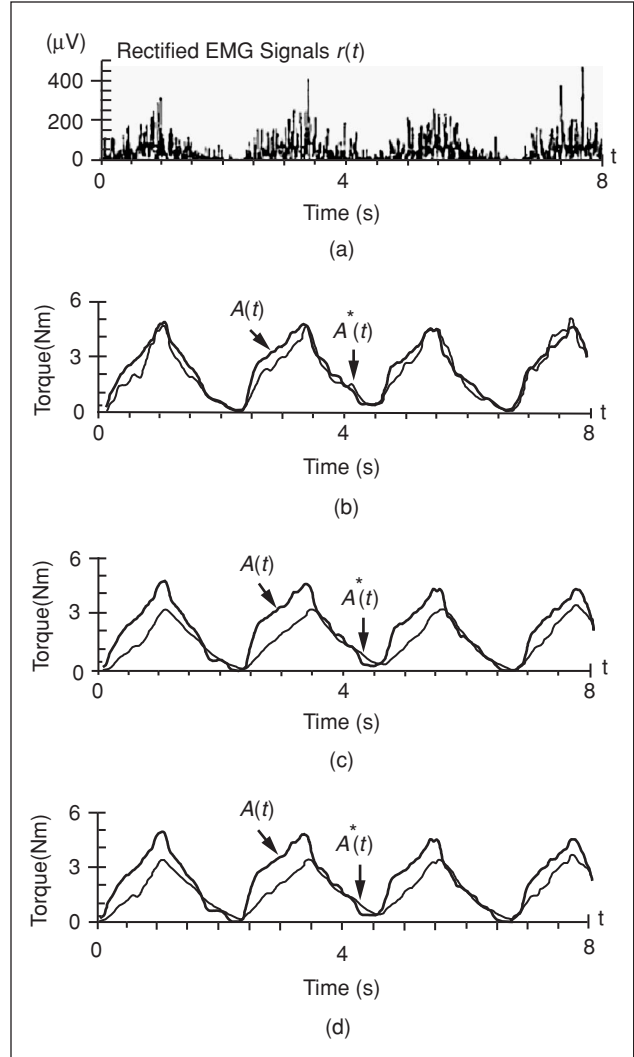 (μV)
Rectified EMG Signals r(t)
400
200
0
0 4 8 t
Time (s)
(a)
6
A(t)
A*(t)
3
Torque(Nm)
0
0 4 8 t
Time (s)
(b)
6
A(t)
A*(t)
3
Torque(Nm)
0
0 4 8 t
Time (s)
(c)
6
A(t)
A*(t)
3
Torque(Nm)
0
0 4 8 t
Time (s)
(d)